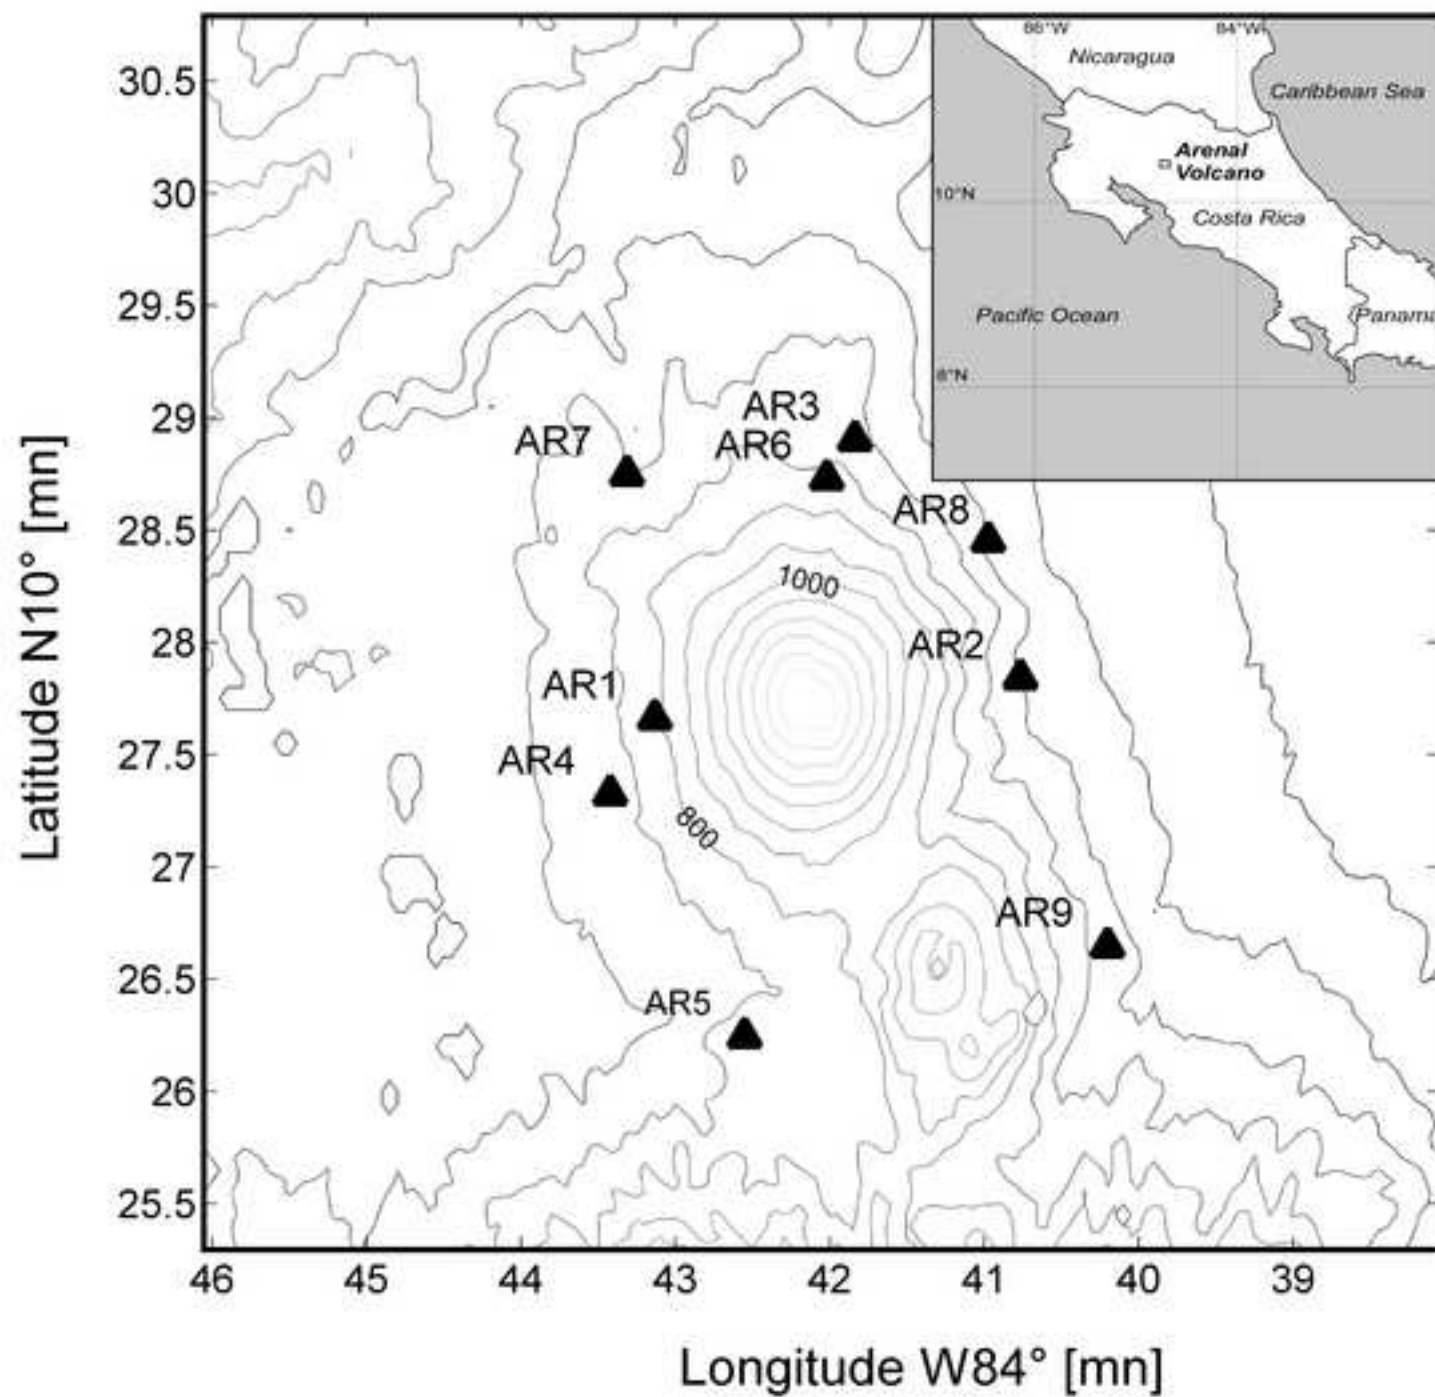 86°W
84°W
Nicaragua
Caribbean Sea
Arenal
Volcano
10°N
Costa Rica
Pacific Ocean
Panama
8°N
30.5
30
29.5
29
28.5
28
27.5
27
26.5
26
25.5
Latitude N10° [mn]
AR3
AR7
AR6
AR8
1000
AR2
AR1
AR4
800
AR9
AR5
46 45 44 43 42 41 40 39
Longitude W84° [mn]